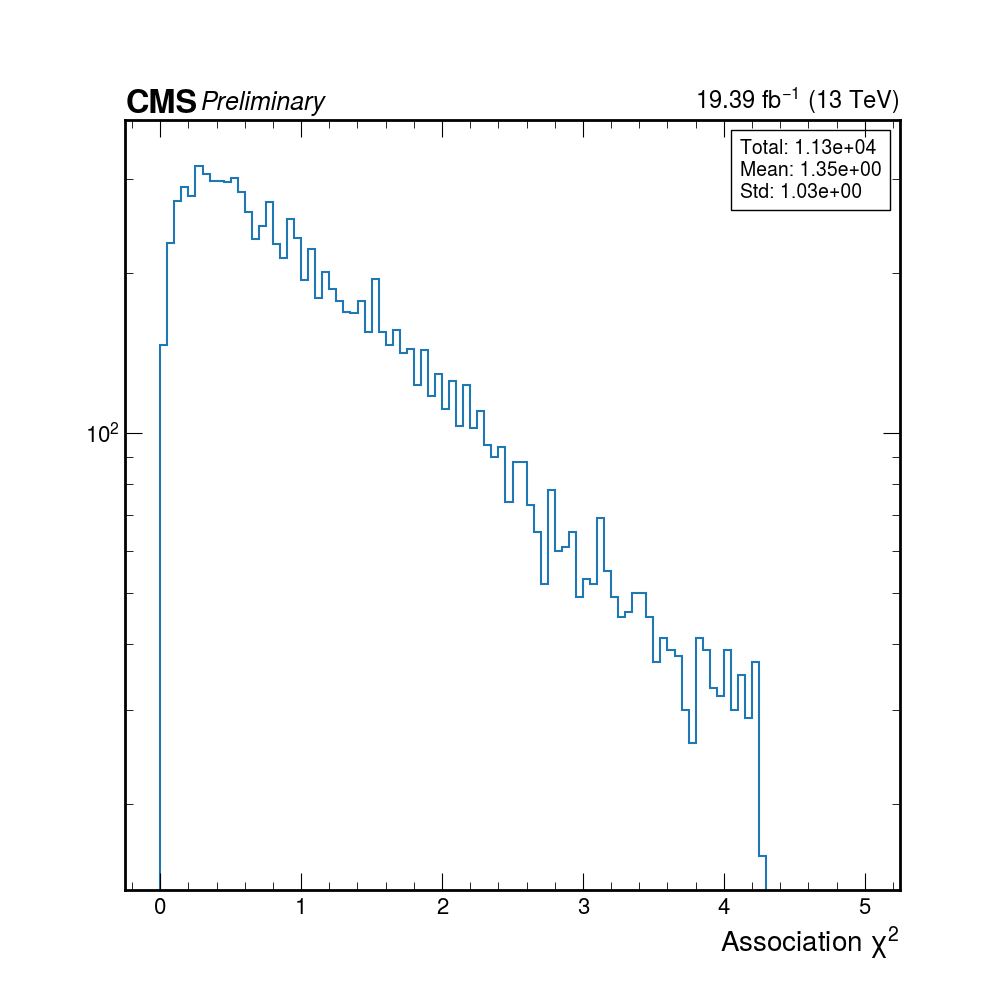 CMS Preliminary 19.39 fb⁻¹ (13 TeV)
Total: 1.13e+04
Mean: 1.35e+00
Std: 1.03e+00
10²
0 1 2 3 4 5
Association χ²